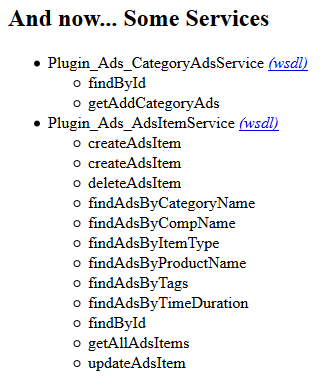 And now... Some Services
Plugin_Ads_CategoryAdsService (wsdl)
findById
getAddCategoryAds
Plugin_Ads_AdsItemService (wsdl)
createAdsItem
createAdsItem
deleteAdsItem
findAdsByCategoryName
findAdsByCompName
findAdsByItemType
findAdsByProductName
findAdsByTags
findAdsByTimeDuration
findById
getAllAdsItems
updateAdsItem